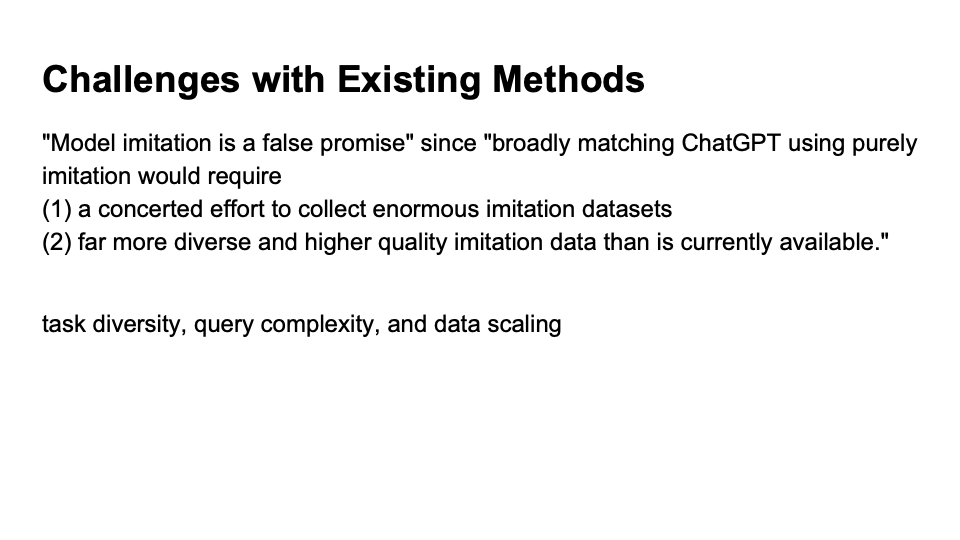 Challenges with Existing Methods
"Model imitation is a false promise" since "broadly matching ChatGPT using purely
imitation would require
(1) a concerted effort to collect enormous imitation datasets
(2) far more diverse and higher quality imitation data than is currently available."
task diversity, query complexity, and data scaling